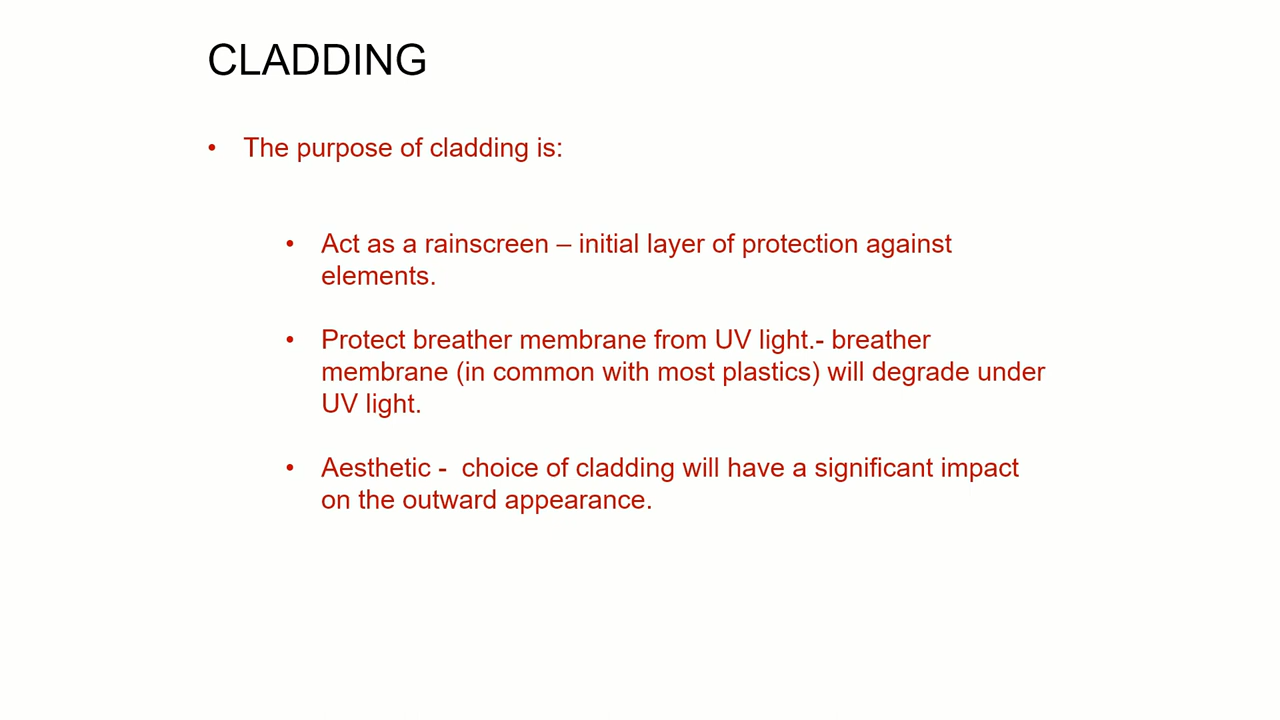 CLADDING
• The purpose of cladding is:
• Act as a rainscreen – initial layer of protection against
elements.
• Protect breather membrane from UV light.- breather
membrane (in common with most plastics) will degrade under
UV light.
• Aesthetic -  choice of cladding will have a significant impact
on the outward appearance.